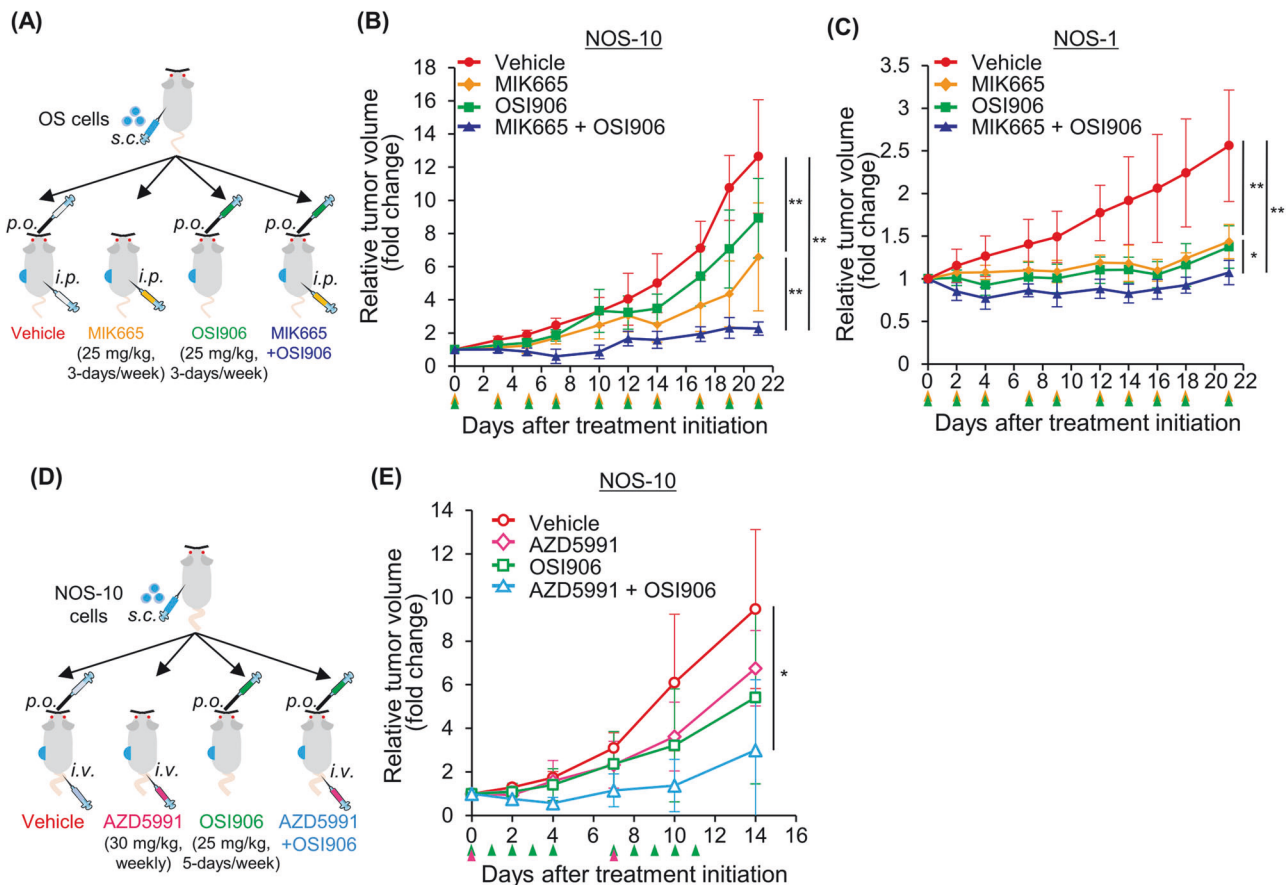 (A)
OS cells
s.c.
p.o.
p.o.
p.o.
i.p.
i.p.
i.p.
Vehicle
MIK665
OSI906
MIK665
+OSI906
(25 mg/kg,
3-days/week)
(25 mg/kg,
3-days/week)
(B)
NOS-10
Vehicle
MIK665
OSI906
MIK665 + OSI906
Relative tumor volume
(fold change)
18
16
14
12
10
8
6
4
2
0
**
**
**
0 2 4 6 8 10 12 14 16 18 20 22
Days after treatment initiation
(C)
NOS-1
Vehicle
MIK665
OSI906
MIK665 + OSI906
Relative tumor volume
(fold change)
3.5
3
2.5
2
1.5
1
0.5
0
**
**
*
0 2 4 6 8 10 12 14 16 18 20 22
Days after treatment initiation
(D)
NOS-10
cells
s.c.
p.o.
p.o.
p.o.
i.v.
i.v.
i.v.
Vehicle
AZD5991
OSI906
AZD5991
+OSI906
(30 mg/kg,
weekly)
(25 mg/kg,
5-days/week)
(E)
NOS-10
Vehicle
AZD5991
OSI906
AZD5991 + OSI906
Relative tumor volume
(fold change)
14
12
10
8
6
4
2
0
*
0 2 4 6 8 10 12 14 16
Days after treatment initiation